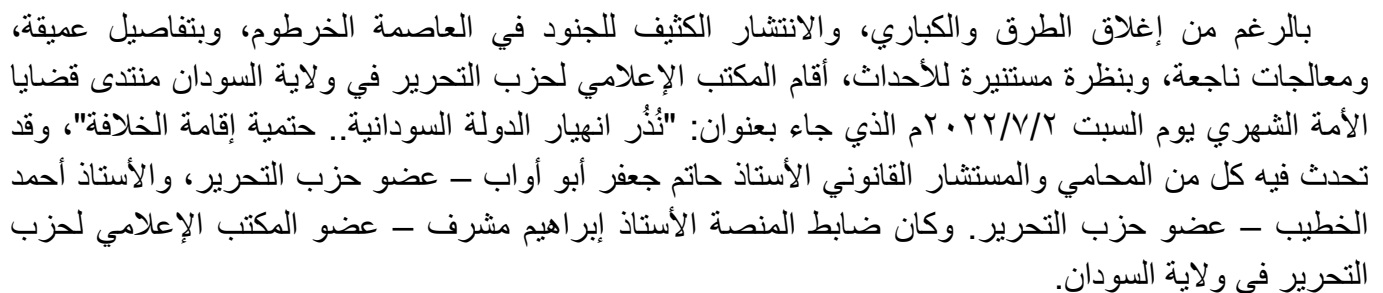 بالرغم من إغلاق الطرق والكباري، والانتشار الكثيف للجنود في العاصمة الخرطوم، وبتفاصيل عميقة،
ومعالجات ناجعة، وبنظرة مستنيرة للأحداث، أقام المكتب الإعلامي لحزب التحرير في ولاية السودان منتدى قضايا
الأمة الشهري يوم السبت ٢٠٢٢/٧/٢م الذي جاء بعنوان: "نُذُر انهيار الدولة السودانية.. حتمية إقامة الخلافة"، وقد
تحدث فيه كل من المحامي والمستشار القانوني الأستاذ حاتم جعفر أبو أواب – عضو حزب التحرير، والأستاذ أحمد
الخطيب – عضو حزب التحرير. وكان ضابط المنصة الأستاذ إبراهيم مشرف – عضو المكتب الإعلامي لحزب
التحرير في ولاية السودان.